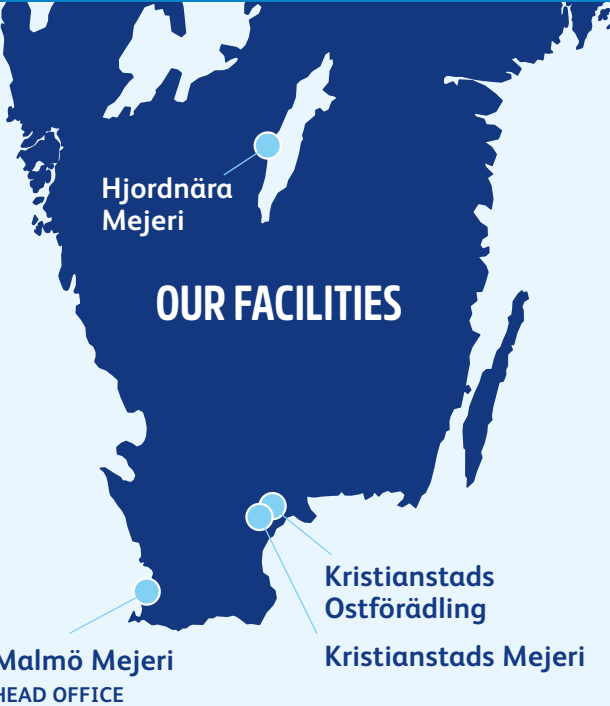 Hjordnära
Mejeri
OUR FACILITIES
Kristianstads
Ostförädling
Kristianstads Mejeri
Malmö Mejeri
HEAD OFFICE